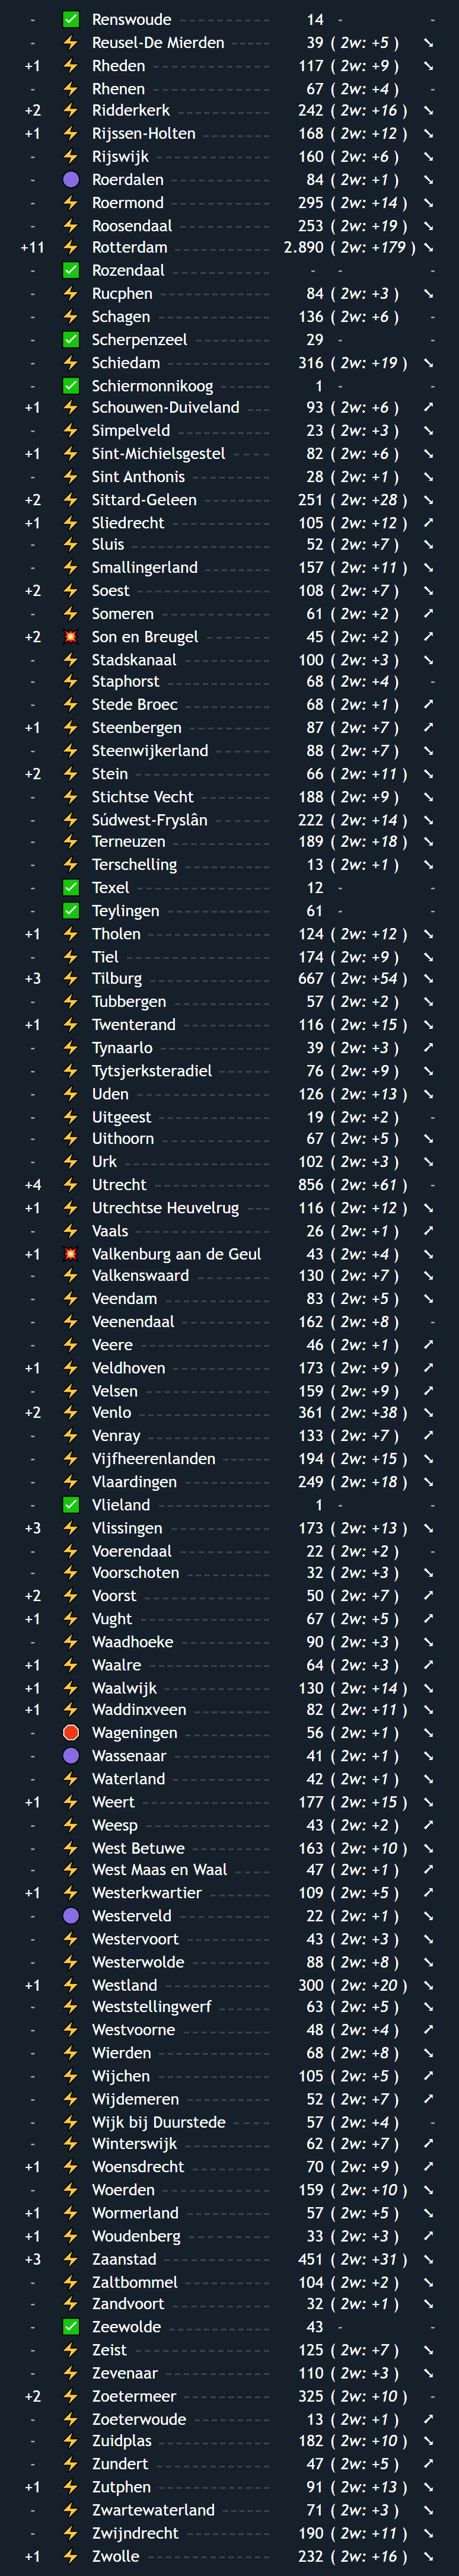 - ✅ Renswoude 14 - -
- ⚡ Reusel-De Mierden 39 ( 2w: +5 ) ↘
+1 ⚡ Rheden 117 ( 2w: +9 ) ↘
- ⚡ Rhenen 67 ( 2w: +4 ) -
+2 ⚡ Ridderkerk 242 ( 2w: +16 ) ↘
+1 ⚡ Rijssen-Holten 168 ( 2w: +12 ) ↘
- ⚡ Rijswijk 160 ( 2w: +6 ) ↘
- 🟣 Roerdalen 84 ( 2w: +1 ) ↘
- ⚡ Roermond 295 ( 2w: +14 ) ↘
- ⚡ Roosendaal 253 ( 2w: +19 ) ↘
+11 ⚡ Rotterdam 2.890 ( 2w: +179 ) ↘
- ✅ Rozendaal - - -
- ⚡ Rucphen 84 ( 2w: +3 ) ↘
- ⚡ Schagen 136 ( 2w: +6 ) -
- ✅ Scherpenzeel 29 - -
- ⚡ Schiedam 316 ( 2w: +19 ) ↘
- ✅ Schiermonnikoog 1 - -
+1 ⚡ Schouwen-Duiveland 93 ( 2w: +6 ) ↗
- ⚡ Simpelveld 23 ( 2w: +3 ) ↘
+1 ⚡ Sint-Michielsgestel 82 ( 2w: +6 ) ↘
- ⚡ Sint Anthonis 28 ( 2w: +1 ) ↘
+2 ⚡ Sittard-Geleen 251 ( 2w: +28 ) ↘
+1 ⚡ Sliedrecht 105 ( 2w: +12 ) ↗
- ⚡ Sluis 52 ( 2w: +7 ) ↘
- ⚡ Smallingerland 157 ( 2w: +11 ) ↘
+2 ⚡ Soest 108 ( 2w: +7 ) ↘
- ⚡ Someren 61 ( 2w: +2 ) ↗
+2 💥 Son en Breugel 45 ( 2w: +2 ) ↗
- ⚡ Stadskanaal 100 ( 2w: +3 ) ↘
- ⚡ Staphorst 68 ( 2w: +4 ) -
- ⚡ Stede Broec 68 ( 2w: +1 ) ↗
+1 ⚡ Steenbergen 87 ( 2w: +7 ) ↗
- ⚡ Steenwijkerland 88 ( 2w: +7 ) ↘
+2 ⚡ Stein 66 ( 2w: +11 ) ↘
- ⚡ Stichtse Vecht 188 ( 2w: +9 ) ↘
- ⚡ Súdwest-Fryslân 222 ( 2w: +14 ) ↘
- ⚡ Terneuzen 189 ( 2w: +18 ) ↘
- ⚡ Terschelling 13 ( 2w: +1 ) ↘
- ✅ Texel 12 - -
- ✅ Teylingen 61 - -
+1 ⚡ Tholen 124 ( 2w: +12 ) ↘
- ⚡ Tiel 174 ( 2w: +9 ) ↘
+3 ⚡ Tilburg 667 ( 2w: +54 ) ↘
- ⚡ Tubbergen 57 ( 2w: +2 ) ↘
+1 ⚡ Twenterand 116 ( 2w: +15 ) ↘
- ⚡ Tynaarlo 39 ( 2w: +3 ) ↗
- ⚡ Tytsjerksteradiel 76 ( 2w: +9 ) ↘
- ⚡ Uden 126 ( 2w: +13 ) ↘
- ⚡ Uitgeest 19 ( 2w: +2 ) -
- ⚡ Uithoorn 67 ( 2w: +5 ) ↘
- ⚡ Urk 102 ( 2w: +3 ) ↘
+4 ⚡ Utrecht 856 ( 2w: +61 ) -
+1 ⚡ Utrechtse Heuvelrug 116 ( 2w: +12 ) ↘
- ⚡ Vaals 26 ( 2w: +1 ) ↗
+1 💥 Valkenburg aan de Geul 43 ( 2w: +4 ) ↘
- ⚡ Valkenswaard 130 ( 2w: +7 ) ↘
- ⚡ Veendam 83 ( 2w: +5 ) ↘
- ⚡ Veenendaal 162 ( 2w: +8 ) -
- ⚡ Veere 46 ( 2w: +1 ) ↗
+1 ⚡ Veldhoven 173 ( 2w: +9 ) ↗
- ⚡ Velsen 159 ( 2w: +9 ) ↗
+2 ⚡ Venlo 361 ( 2w: +38 ) ↘
- ⚡ Venray 133 ( 2w: +7 ) ↗
- ⚡ Vijfheerenlanden 194 ( 2w: +15 ) ↘
- ⚡ Vlaardingen 249 ( 2w: +18 ) ↘
- ✅ Vlieland 1 - -
+3 ⚡ Vlissingen 173 ( 2w: +13 ) ↘
- ⚡ Voerendaal 22 ( 2w: +2 ) -
- ⚡ Voorschoten 32 ( 2w: +3 ) ↘
+2 ⚡ Voorst 50 ( 2w: +7 ) ↗
+1 ⚡ Vught 67 ( 2w: +5 ) ↗
- ⚡ Waadhoeke 90 ( 2w: +3 ) ↘
+1 ⚡ Waalre 64 ( 2w: +3 ) ↗
+1 ⚡ Waalwijk 130 ( 2w: +14 ) ↘
+1 ⚡ Waddinxveen 82 ( 2w: +11 ) ↘
- 🛑 Wageningen 56 ( 2w: +1 ) ↘
- 🟣 Wassenaar 41 ( 2w: +1 ) ↘
- ⚡ Waterland 42 ( 2w: +1 ) ↘
+1 ⚡ Weert 177 ( 2w: +15 ) ↘
- ⚡ Weesp 43 ( 2w: +2 ) ↗
- ⚡ West Betuwe 163 ( 2w: +10 ) ↘
- ⚡ West Maas en Waal 47 ( 2w: +1 ) ↗
+1 ⚡ Westerkwartier 109 ( 2w: +5 ) ↗
- 🟣 Westerveld 22 ( 2w: +1 ) ↘
- ⚡ Westervoort 43 ( 2w: +3 ) ↘
- ⚡ Westerwolde 88 ( 2w: +8 ) ↘
+1 ⚡ Westland 300 ( 2w: +20 ) ↘
- ⚡ Weststellingwerf 63 ( 2w: +5 ) ↘
- ⚡ Westvoorne 48 ( 2w: +4 ) ↗
- ⚡ Wierden 68 ( 2w: +8 ) ↘
- ⚡ Wijchen 105 ( 2w: +5 ) ↗
- ⚡ Wijdemeren 52 ( 2w: +7 ) ↗
- ⚡ Wijk bij Duurstede 57 ( 2w: +4 ) -
- ⚡ Winterswijk 62 ( 2w: +7 ) ↗
+1 ⚡ Woensdrecht 70 ( 2w: +9 ) ↗
- ⚡ Woerden 159 ( 2w: +10 ) ↘
+1 ⚡ Wormerland 57 ( 2w: +5 ) ↘
+1 ⚡ Woudenberg 33 ( 2w: +3 ) ↗
+3 ⚡ Zaanstad 451 ( 2w: +31 ) ↘
- ⚡ Zaltbommel 104 ( 2w: +2 ) ↘
- ⚡ Zandvoort 32 ( 2w: +1 ) ↘
- ✅ Zeewolde 43 - -
- ⚡ Zeist 125 ( 2w: +7 ) ↘
- ⚡ Zevenaar 110 ( 2w: +3 ) ↘
+2 ⚡ Zoetermeer 325 ( 2w: +10 ) -
- ⚡ Zoeterwoude 13 ( 2w: +1 ) ↗
- ⚡ Zuidplas 182 ( 2w: +10 ) ↘
- ⚡ Zundert 47 ( 2w: +5 ) ↗
+1 ⚡ Zutphen 91 ( 2w: +13 ) ↘
- ⚡ Zwartewaterland 71 ( 2w: +3 ) ↘
- ⚡ Zwijndrecht 190 ( 2w: +11 ) ↘
+1 ⚡ Zwolle 232 ( 2w: +16 ) ↘